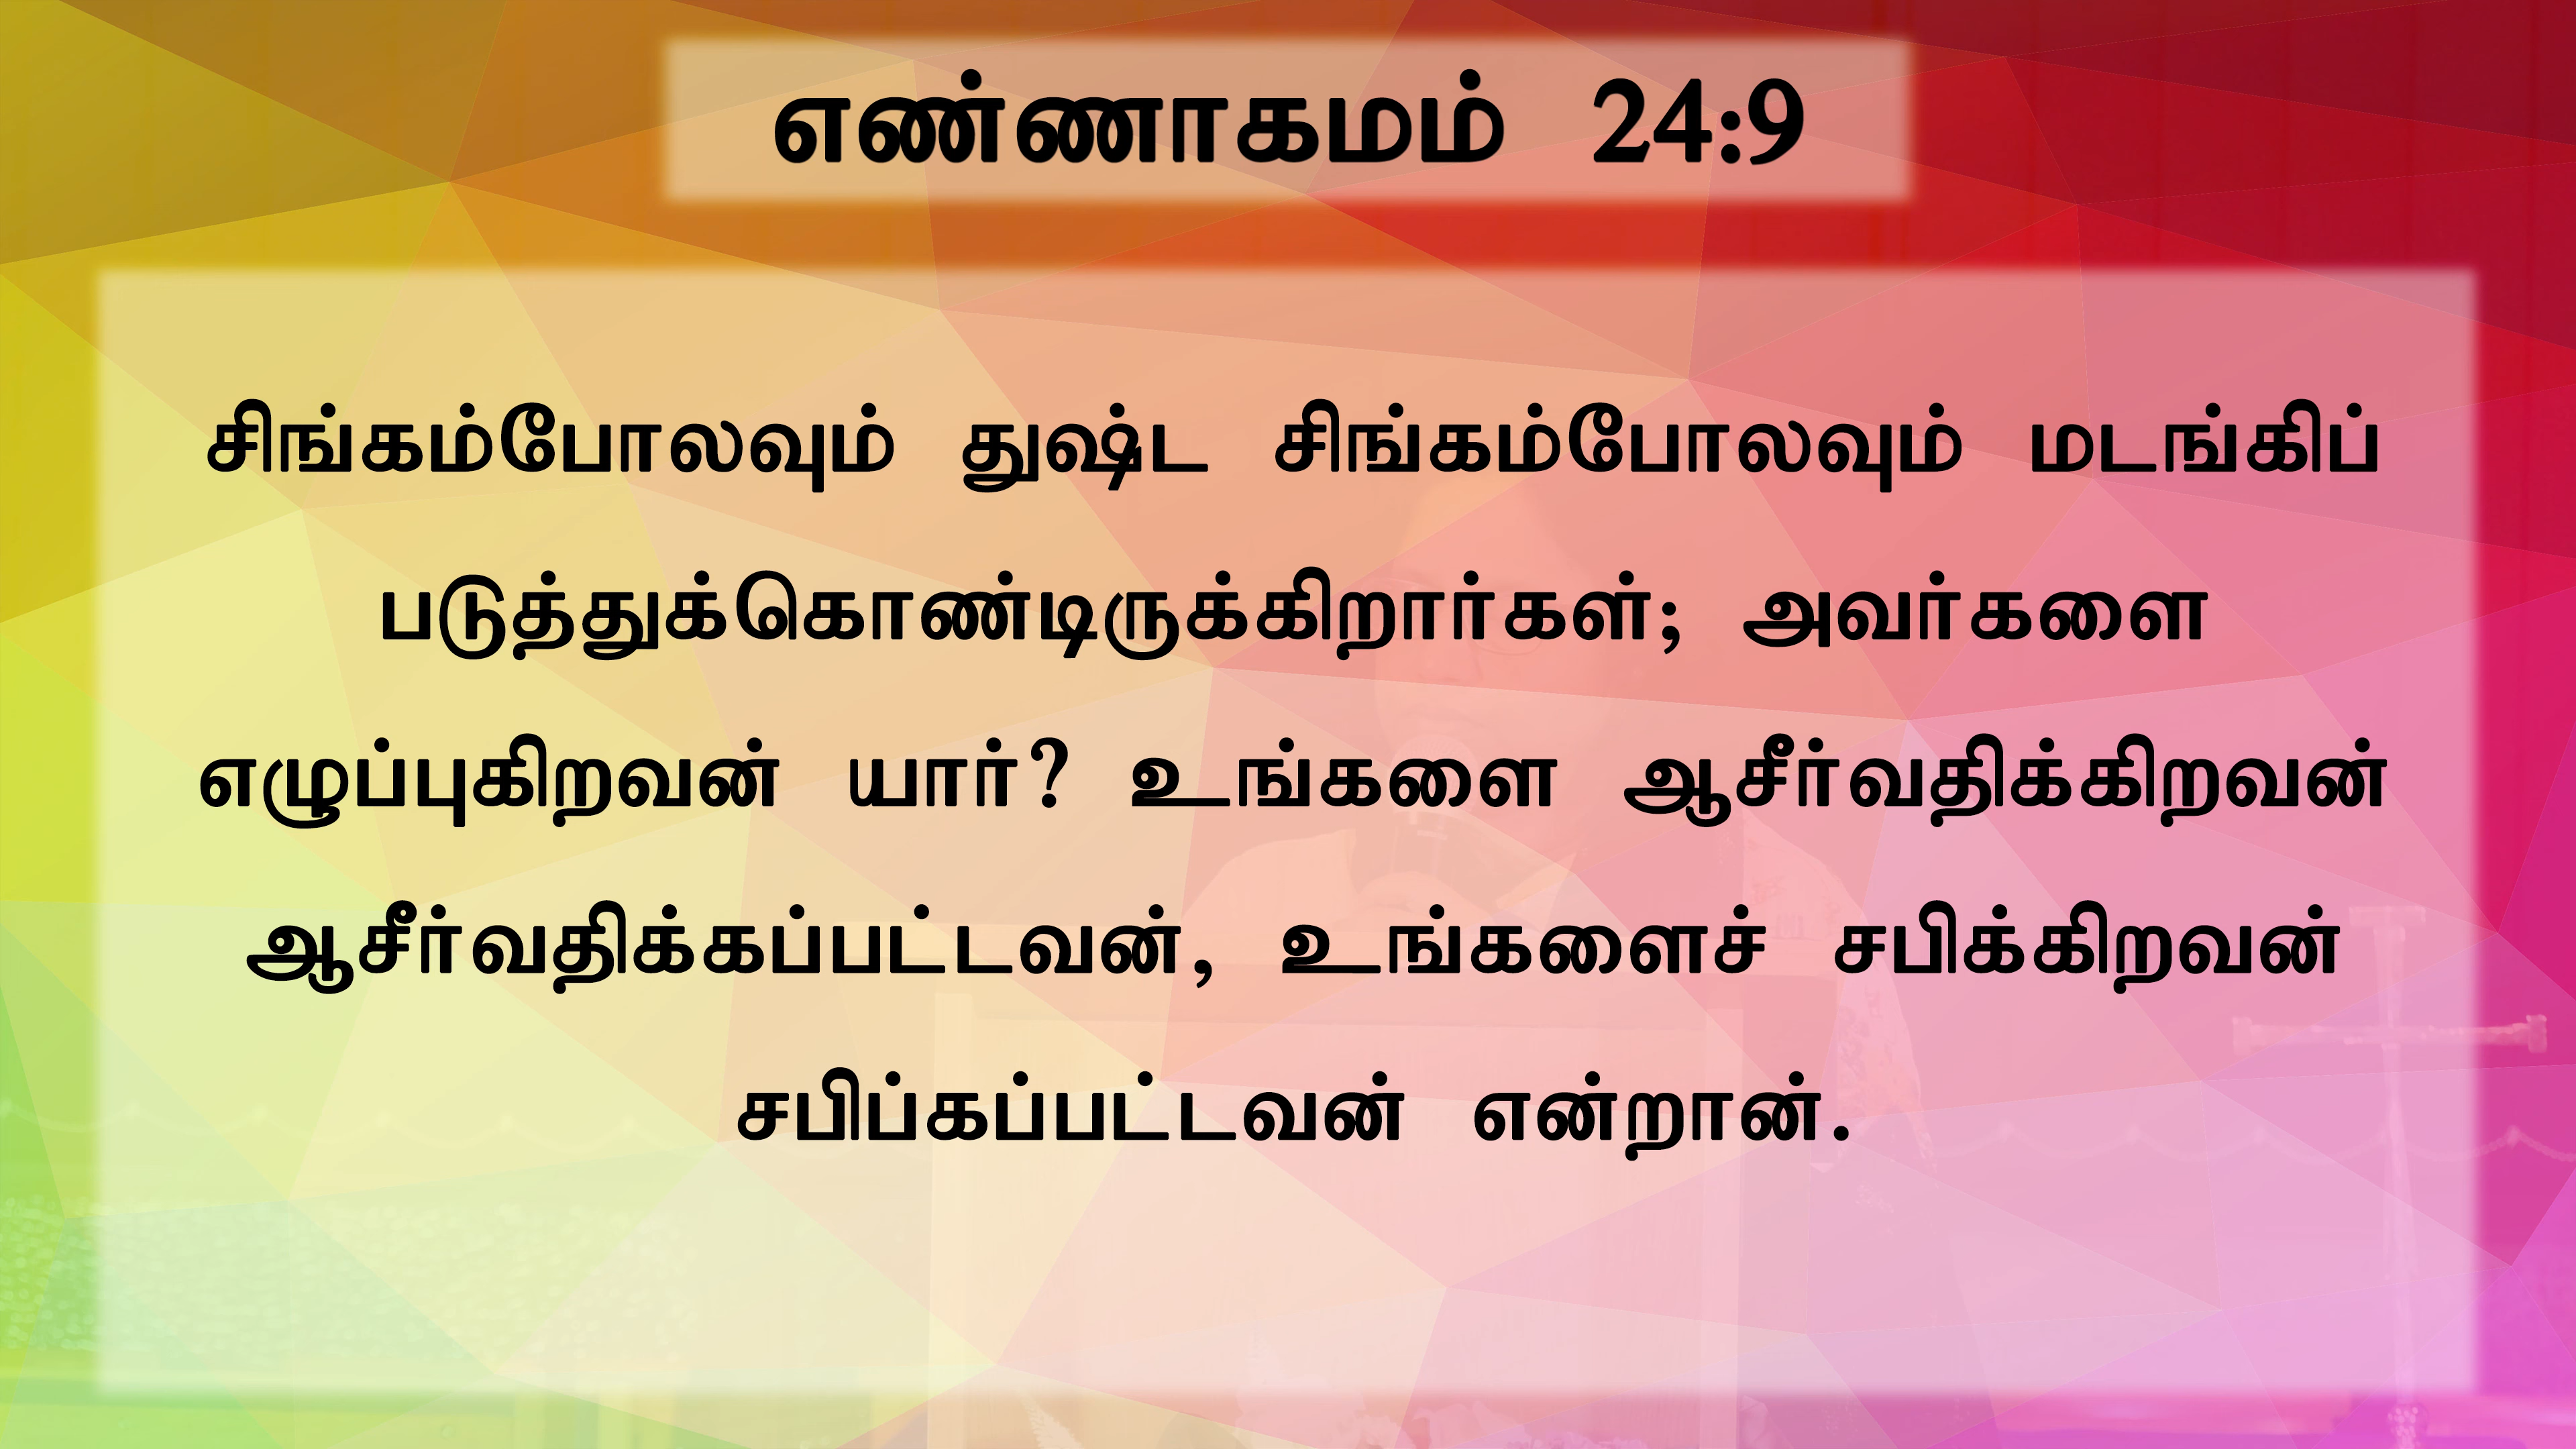 எண்ணாகமம் 24:9
சிங்கம்போலவும் துஷ்ட சிங்கம்போலவும் மடங்கிப்
படுத்துக்கொண்டிருக்கிறார்கள்; அவர்களை
எழுப்புகிறவன் யார்? உங்களை ஆசீர்வதிக்கிறவன்
ஆசீர்வதிக்கப்பட்டவன், உங்களைச் சபிக்கிறவன்
சபிப்கப்பட்டவன் என்றான்.